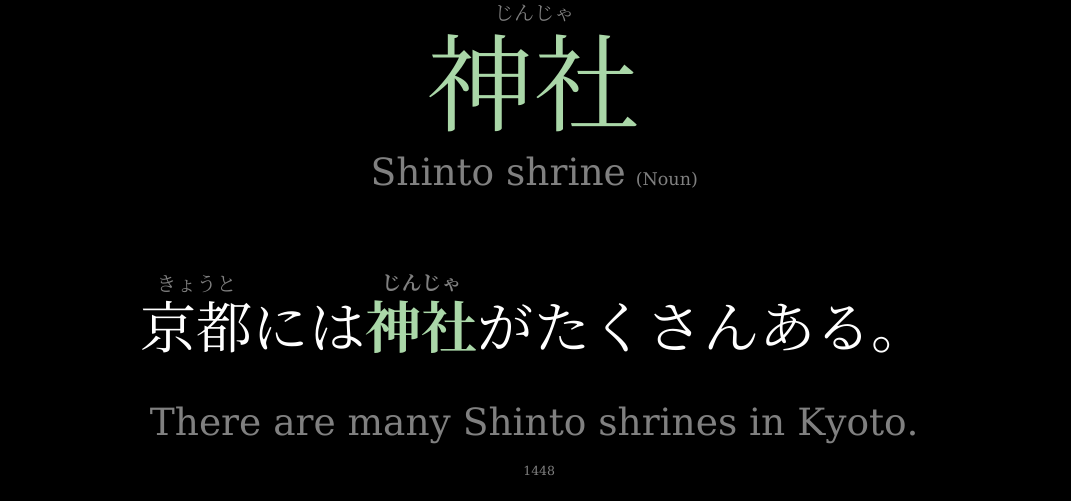 じんじゃ
神社
Shinto shrine (Noun)
きょうと じんじゃ
京都には神社がたくさんある。
There are many Shinto shrines in Kyoto.
1448